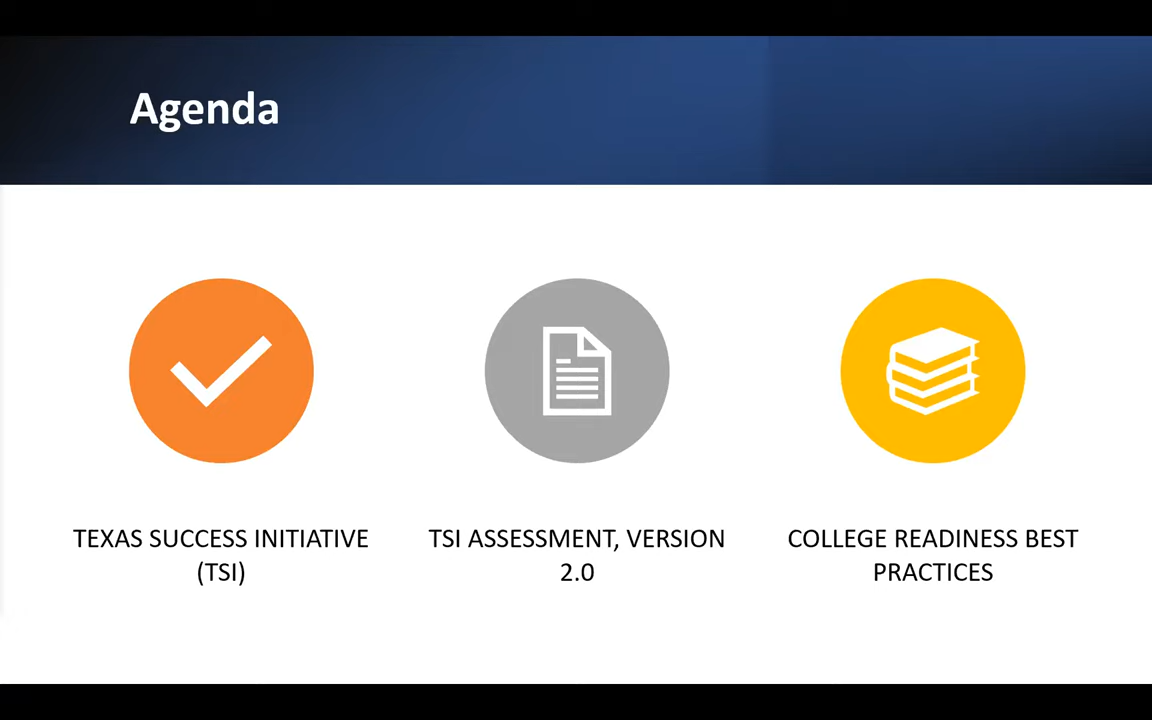 Agenda
TEXAS SUCCESS INITIATIVE
(TSI)
TSI ASSESSMENT, VERSION
2.0
COLLEGE READINESS BEST
PRACTICES